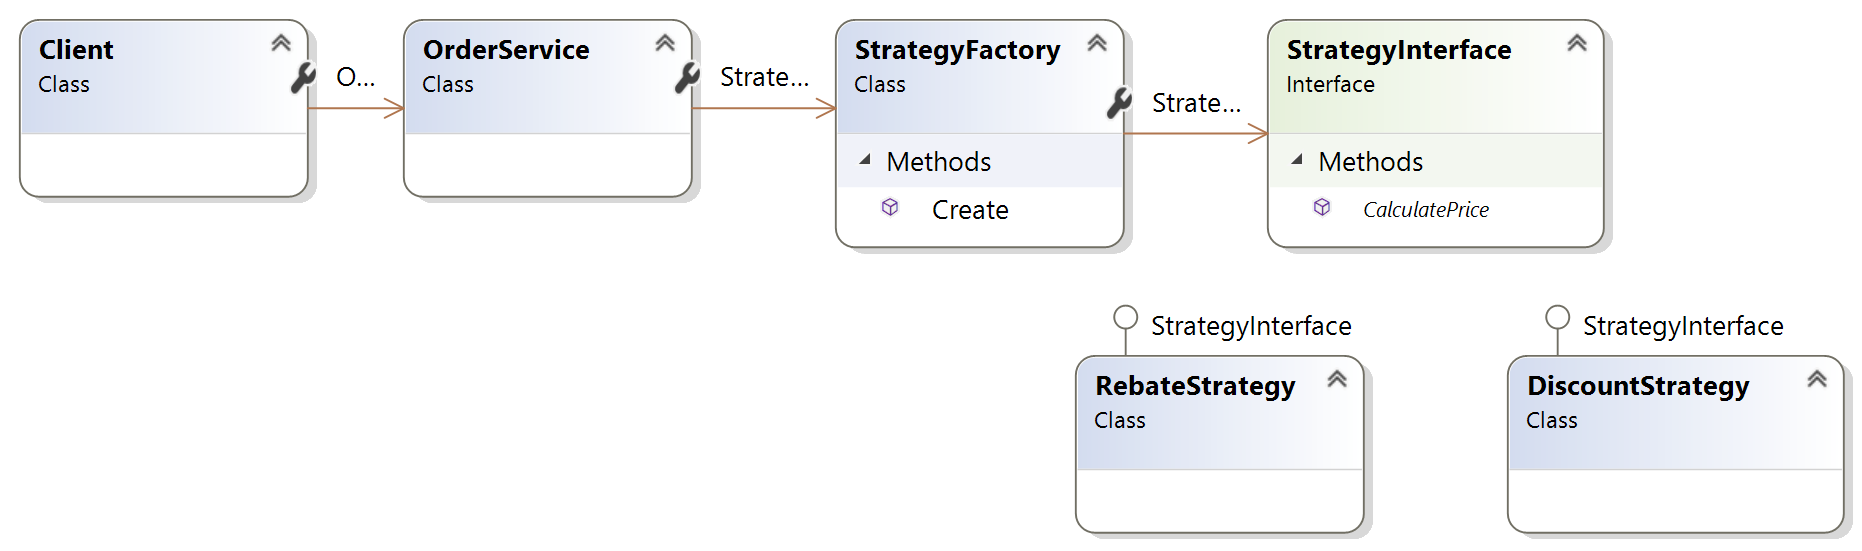 Client
Class
O...
OrderService
Class
Strate...
StrategyFactory
Class
Methods
Create
Strate...
StrategyInterface
Interface
Methods
CalculatePrice
StrategyInterface
RebateStrategy
Class
StrategyInterface
DiscountStrategy
Class